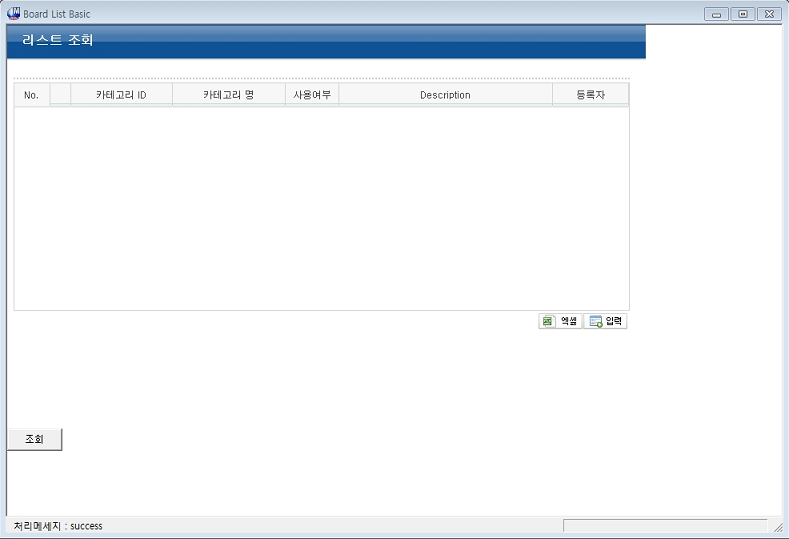 Board List Basic
리스트 조회
No. 카테고리 ID 카테고리 명 사용여부 Description 등록자
엑셀 입력
조회
처리메세지 : success